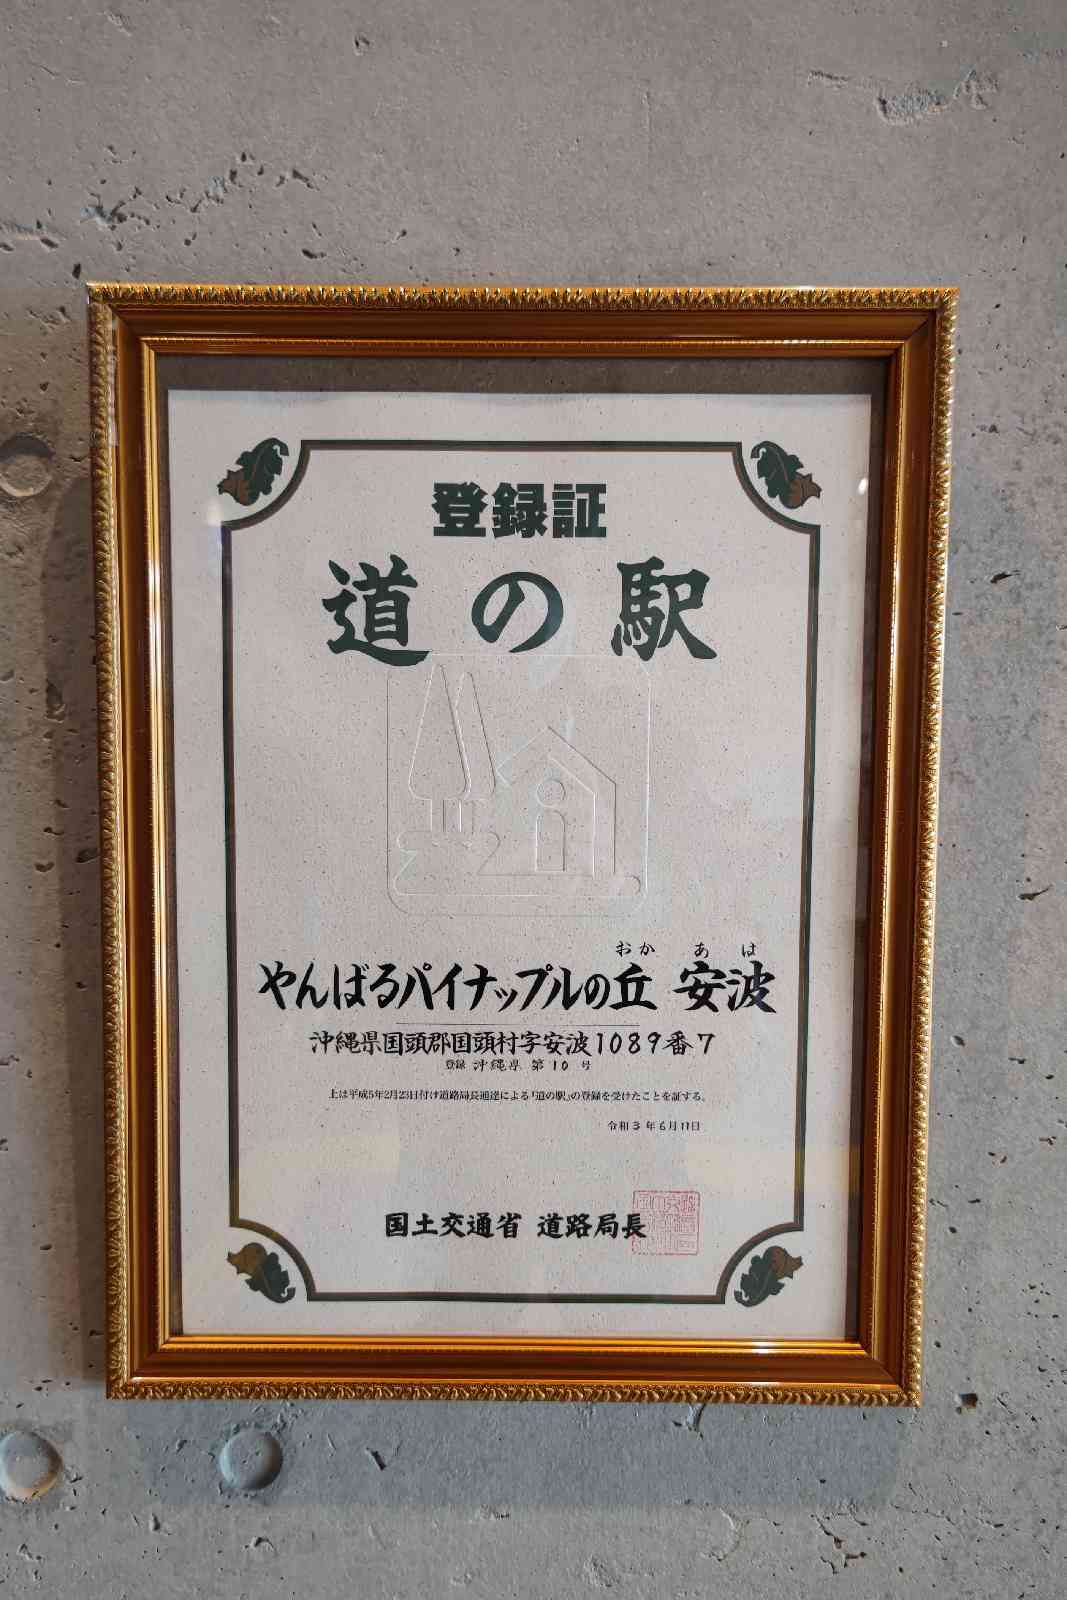 登録証
道の駅
おか あは
やんばるパイナップルの丘 安波
沖縄県国頭郡国頭村字安波1089番7
登録 沖縄県 第10号
上は平成5年2月23日付け道路局長通達による「道の駅」の登録を受けたことを証する。
令和3年6月11日
国土交通省 道路局長